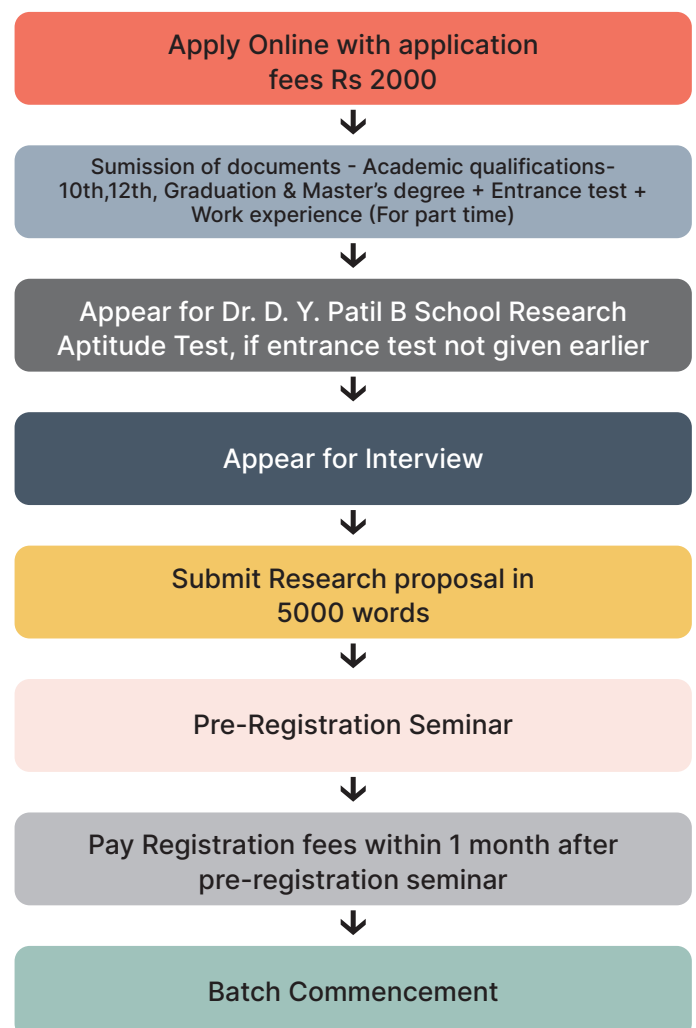 Apply Online with application
fees Rs 2000
Sumission of documents - Academic qualifications-
10th,12th, Graduation & Master's degree + Entrance test +
Work experience (For part time)
Appear for Dr. D. Y. Patil B School Research
Aptitude Test, if entrance test not given earlier
Appear for Interview
Submit Research proposal in
5000 words
Pre-Registration Seminar
Pay Registration fees within 1 month after
pre-registration seminar
Batch Commencement